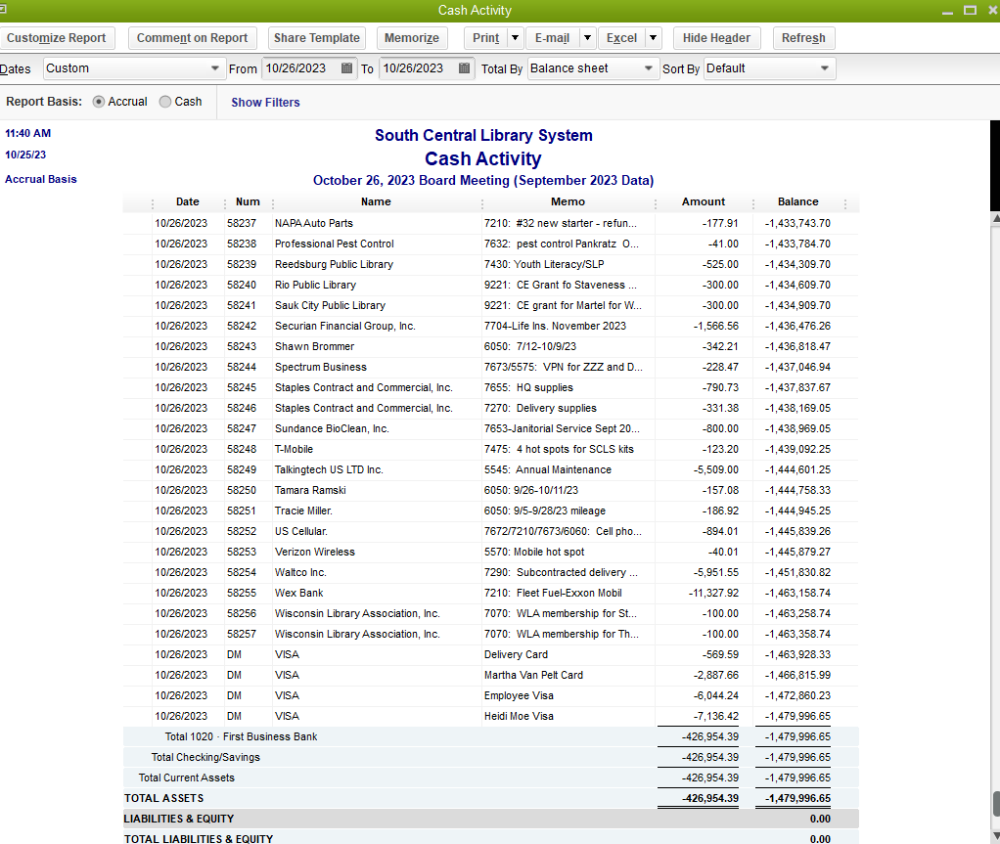 Cash Activity
Customize Report Comment on Report Share Template Memorize Print E-mail Excel Hide Header Refresh
Dates Custom From 10/26/2023 To 10/26/2023 Total By Balance sheet Sort By Default
Report Basis: Accrual Cash Show Filters
11:40 AM
10/25/23
Accrual Basis
South Central Library System
Cash Activity
October 26, 2023 Board Meeting (September 2023 Data)
Date Num Name Memo Amount Balance
10/26/2023 58237 NAPA Auto Parts 7210: #32 new starter - refun... -177.91 -1,433,743.70
10/26/2023 58238 Professional Pest Control 7632: pest control Pankratz O... -41.00 -1,433,784.70
10/26/2023 58239 Reedsburg Public Library 7430: Youth Literacy/SLP -525.00 -1,434,309.70
10/26/2023 58240 Rio Public Library 9221: CE Grant fo Staveness ... -300.00 -1,434,609.70
10/26/2023 58241 Sauk City Public Library 9221: CE grant for Martel for W... -300.00 -1,434,909.70
10/26/2023 58242 Securian Financial Group, Inc. 7704-Life Ins. November 2023 -1,566.56 -1,436,476.26
10/26/2023 58243 Shawn Brommer 6050: 7/12-10/9/23 -342.21 -1,436,818.47
10/26/2023 58244 Spectrum Business 7673/5575: VPN for ZZZ and D... -228.47 -1,437,046.94
10/26/2023 58245 Staples Contract and Commercial, Inc. 7655: HQ supplies -790.73 -1,437,837.67
10/26/2023 58246 Staples Contract and Commercial, Inc. 7270: Delivery supplies -331.38 -1,438,169.05
10/26/2023 58247 Sundance BioClean, Inc. 7653-Janitorial Service Sept 20... -800.00 -1,438,969.05
10/26/2023 58248 T-Mobile 7475: 4 hot spots for SCLS kits -123.20 -1,439,092.25
10/26/2023 58249 Talkingtech US LTD Inc. 5545: Annual Maintenance -5,509.00 -1,444,601.25
10/26/2023 58250 Tamara Ramski 6050: 9/26-10/11/23 -157.08 -1,444,758.33
10/26/2023 58251 Tracie Miller. 6050: 9/5-9/28/23 mileage -186.92 -1,444,945.25
10/26/2023 58252 US Cellular. 7672/7210/7673/6060: Cell pho... -894.01 -1,445,839.26
10/26/2023 58253 Verizon Wireless 5570: Mobile hot spot -40.01 -1,445,879.27
10/26/2023 58254 Waltco Inc. 7290: Subcontracted delivery ... -5,951.55 -1,451,830.82
10/26/2023 58255 Wex Bank 7210: Fleet Fuel-Exxon Mobil -11,327.92 -1,463,158.74
10/26/2023 58256 Wisconsin Library Association, Inc. 7070: WLA membership for St... -100.00 -1,463,258.74
10/26/2023 58257 Wisconsin Library Association, Inc. 7070: WLA membership for Th... -100.00 -1,463,358.74
10/26/2023 DM VISA Delivery Card -569.59 -1,463,928.33
10/26/2023 DM VISA Martha Van Pelt Card -2,887.66 -1,466,815.99
10/26/2023 DM VISA Employee Visa -6,044.24 -1,472,860.23
10/26/2023 DM VISA Heidi Moe Visa -7,136.42 -1,479,996.65
Total 1020 · First Business Bank -426,954.39 -1,479,996.65
Total Checking/Savings -426,954.39 -1,479,996.65
Total Current Assets -426,954.39 -1,479,996.65
TOTAL ASSETS -426,954.39 -1,479,996.65
LIABILITIES & EQUITY 0.00
TOTAL LIABILITIES & EQUITY 0.00